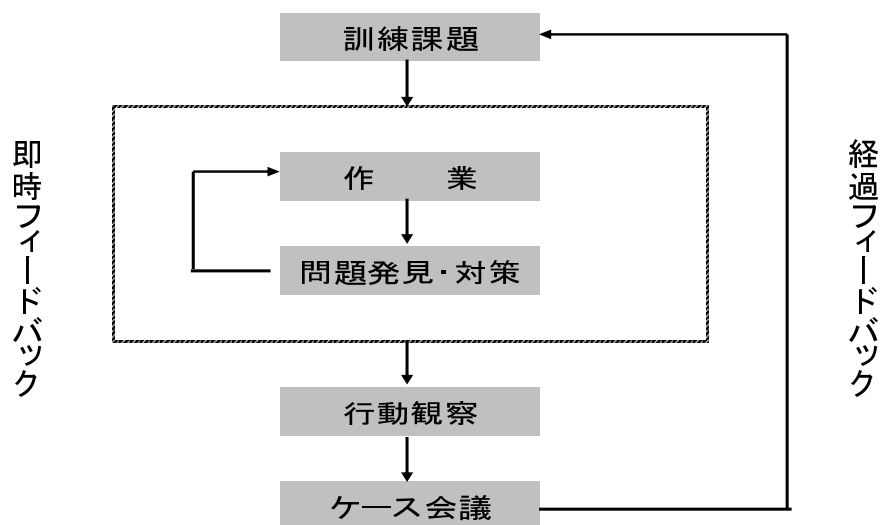 訓練課題
作　業
問題発見・対策
行動観察
ケース会議
即時フィードバック
経過フィードバック